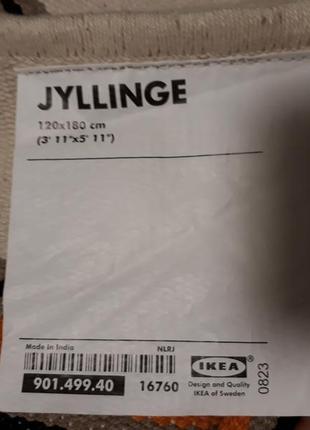 JYLLINGE
120x180 cm
(3' 11"x5' 11")
Made in India NLRJ
901.499.40 16760
IKEA
Design and Quality
IKEA of Sweden
0823